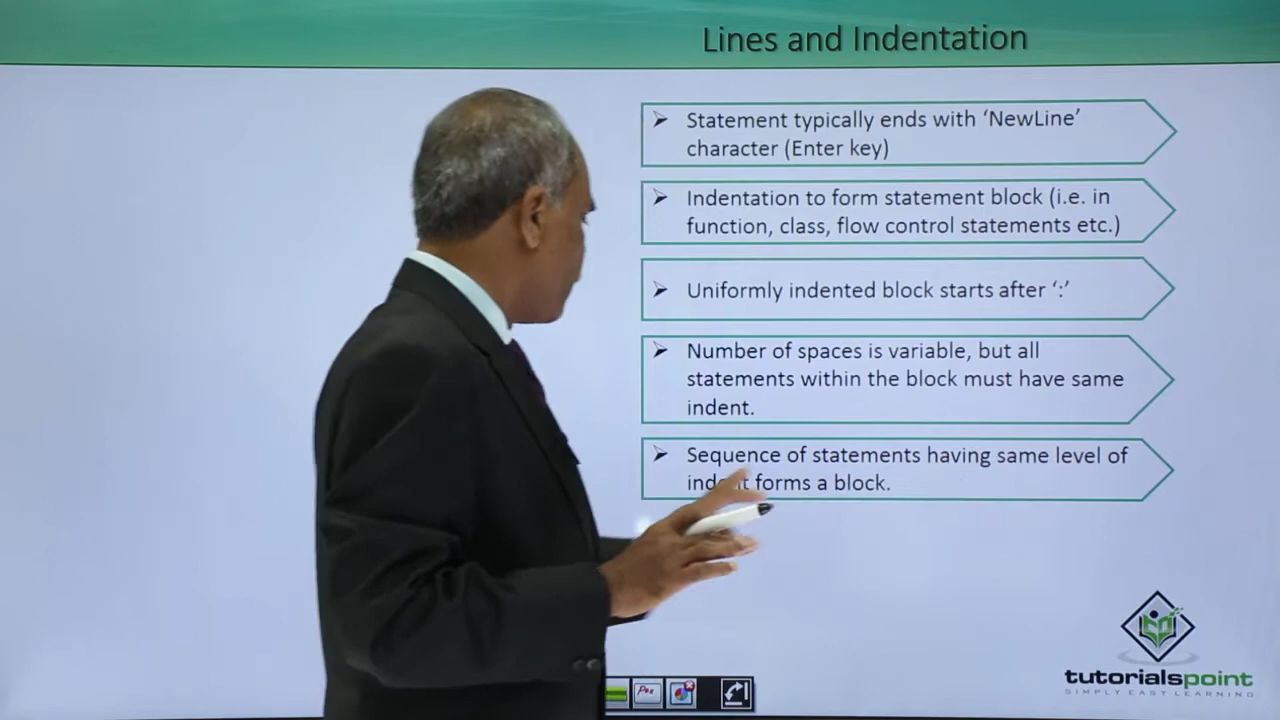 Lines and Indentation
Statement typically ends with ‘NewLine’
character (Enter key)
Indentation to form statement block (i.e. in
function, class, flow control statements etc.)
Uniformly indented block starts after ‘:’
Number of spaces is variable, but all
statements within the block must have same
indent.
Sequence of statements having same level of
indent forms a block.
Pen
tutorialspoint
SIMPLY EASY LEARNING